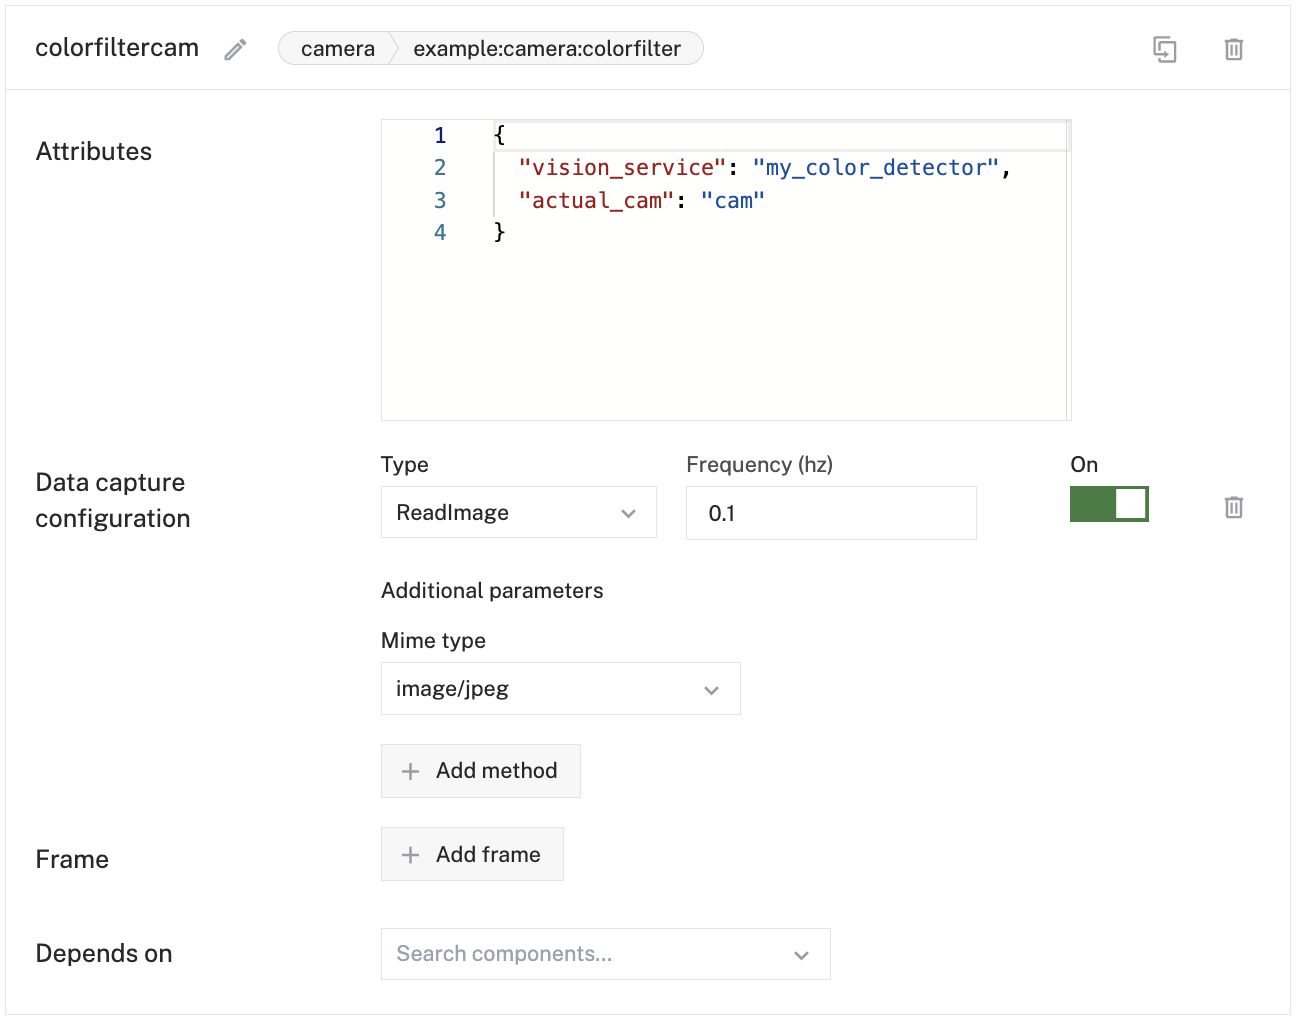 colorfiltercam camera example:camera:colorfilter
Attributes
1 {
2 "vision_service": "my_color_detector",
3 "actual_cam": "cam"
4 }
Data capture configuration
Type Frequency (hz) On
ReadImage 0.1
Additional parameters
Mime type
image/jpeg
Add method
Frame Add frame
Depends on Search components...